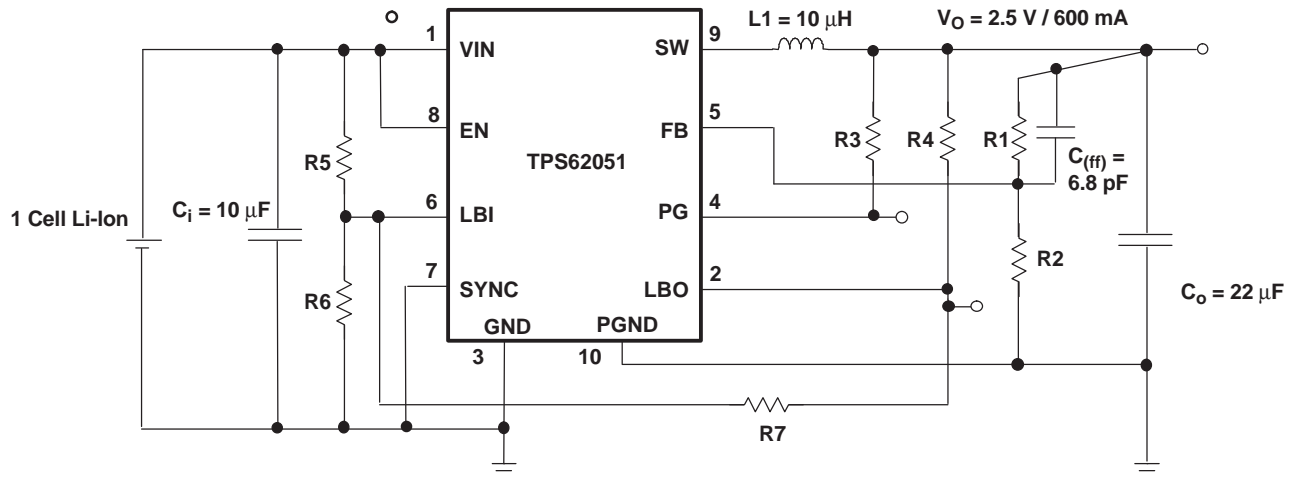 L1 = 10 μH
VO = 2.5 V / 600 mA
1
VIN
SW
9
8
EN
FB
5
R5
TPS62051
R3
R4
R1
C(ff) =
6.8 pF
1 Cell Li-Ion
Ci = 10 μF
6
LBI
PG
4
R6
7
SYNC
LBO
2
R2
Co = 22 μF
GND
PGND
3
10
R7